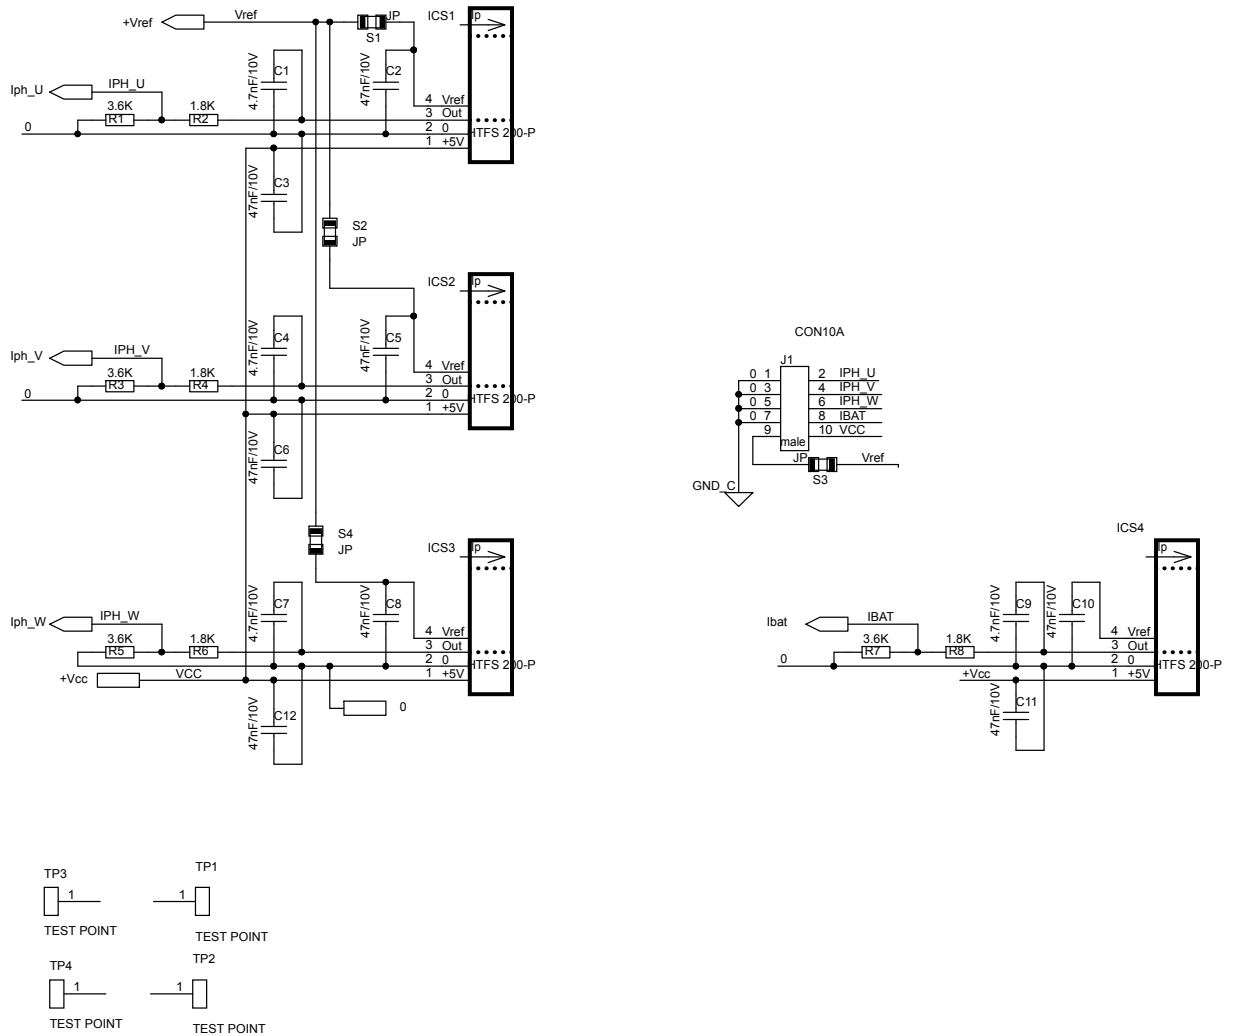 +Vref
Vref
JP
S1
ICS1
Ip
4.7nF/10V
C1
47nF/10V
C2
Iph_U
IPH_U
3.6K
R1
1.8K
R2
0
4 Vref
3 Out
2 0
1 +5V
HTFS 200-P
47nF/10V
C3
S2
JP
ICS2
Ip
4.7nF/10V
C4
47nF/10V
C5
Iph_V
IPH_V
3.6K
R3
1.8K
R4
0
4 Vref
3 Out
2 0
1 +5V
HTFS 200-P
47nF/10V
C6
CON10A
J1
0 1
2 IPH_U
0 3
4 IPH_V
0 5
6 IPH_W
0 7
8 IBAT
9
10 VCC
male
JP
S3
Vref
GND_C
S4
JP
ICS3
Ip
4.7nF/10V
C7
47nF/10V
C8
Iph_W
IPH_W
3.6K
R5
1.8K
R6
4 Vref
3 Out
2 0
1 +5V
HTFS 200-P
+Vcc
VCC
0
47nF/10V
C12
ICS4
Ip
4.7nF/10V
C9
47nF/10V
C10
Ibat
IBAT
3.6K
R7
1.8K
R8
0
4 Vref
3 Out
2 0
1 +5V
HTFS 200-P
+Vcc
47nF/10V
C11
TP3
1
TEST POINT
TP1
1
TEST POINT
TP4
1
TEST POINT
TP2
1
TEST POINT